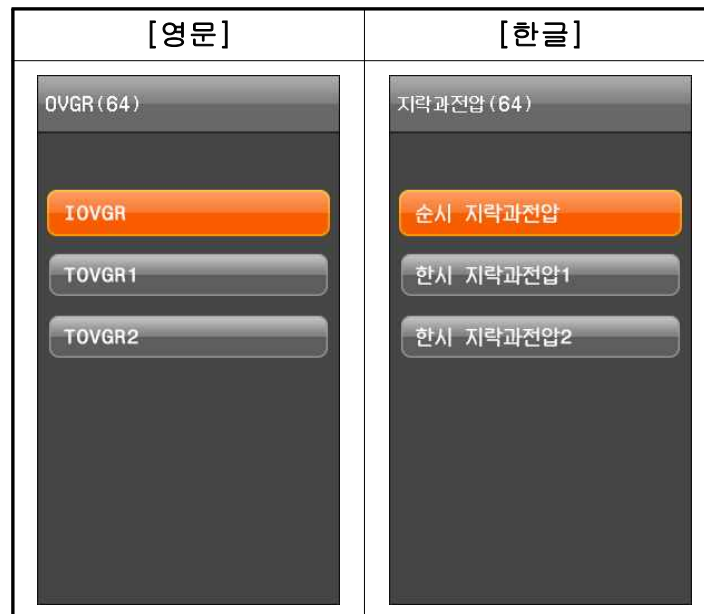 [영문]
[한글]
OVGR(64)
IOVGR
TOVGR1
TOVGR2
지락과전압(64)
순시 지락과전압
한시 지락과전압1
한시 지락과전압2